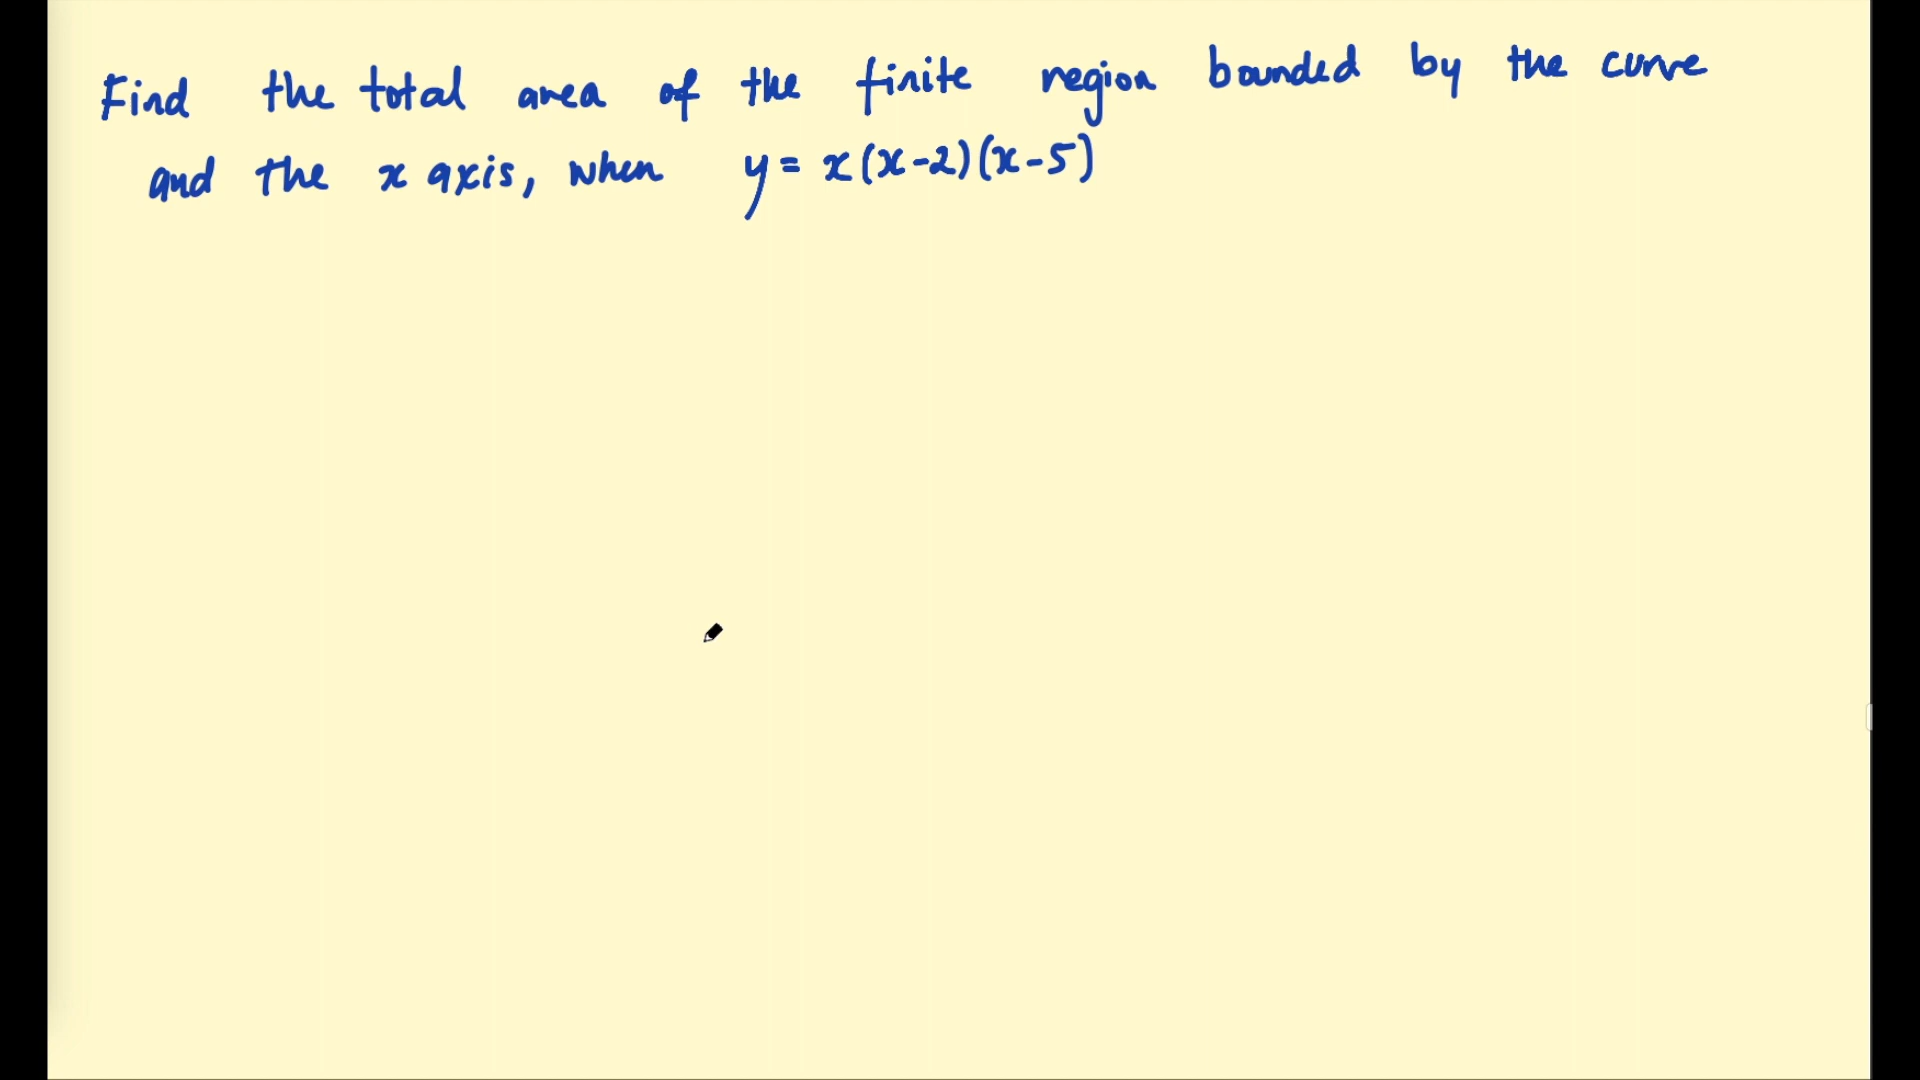 Find the total area of the finite region bounded by the curve
and the x axis, when y = x(x-2)(x-5)